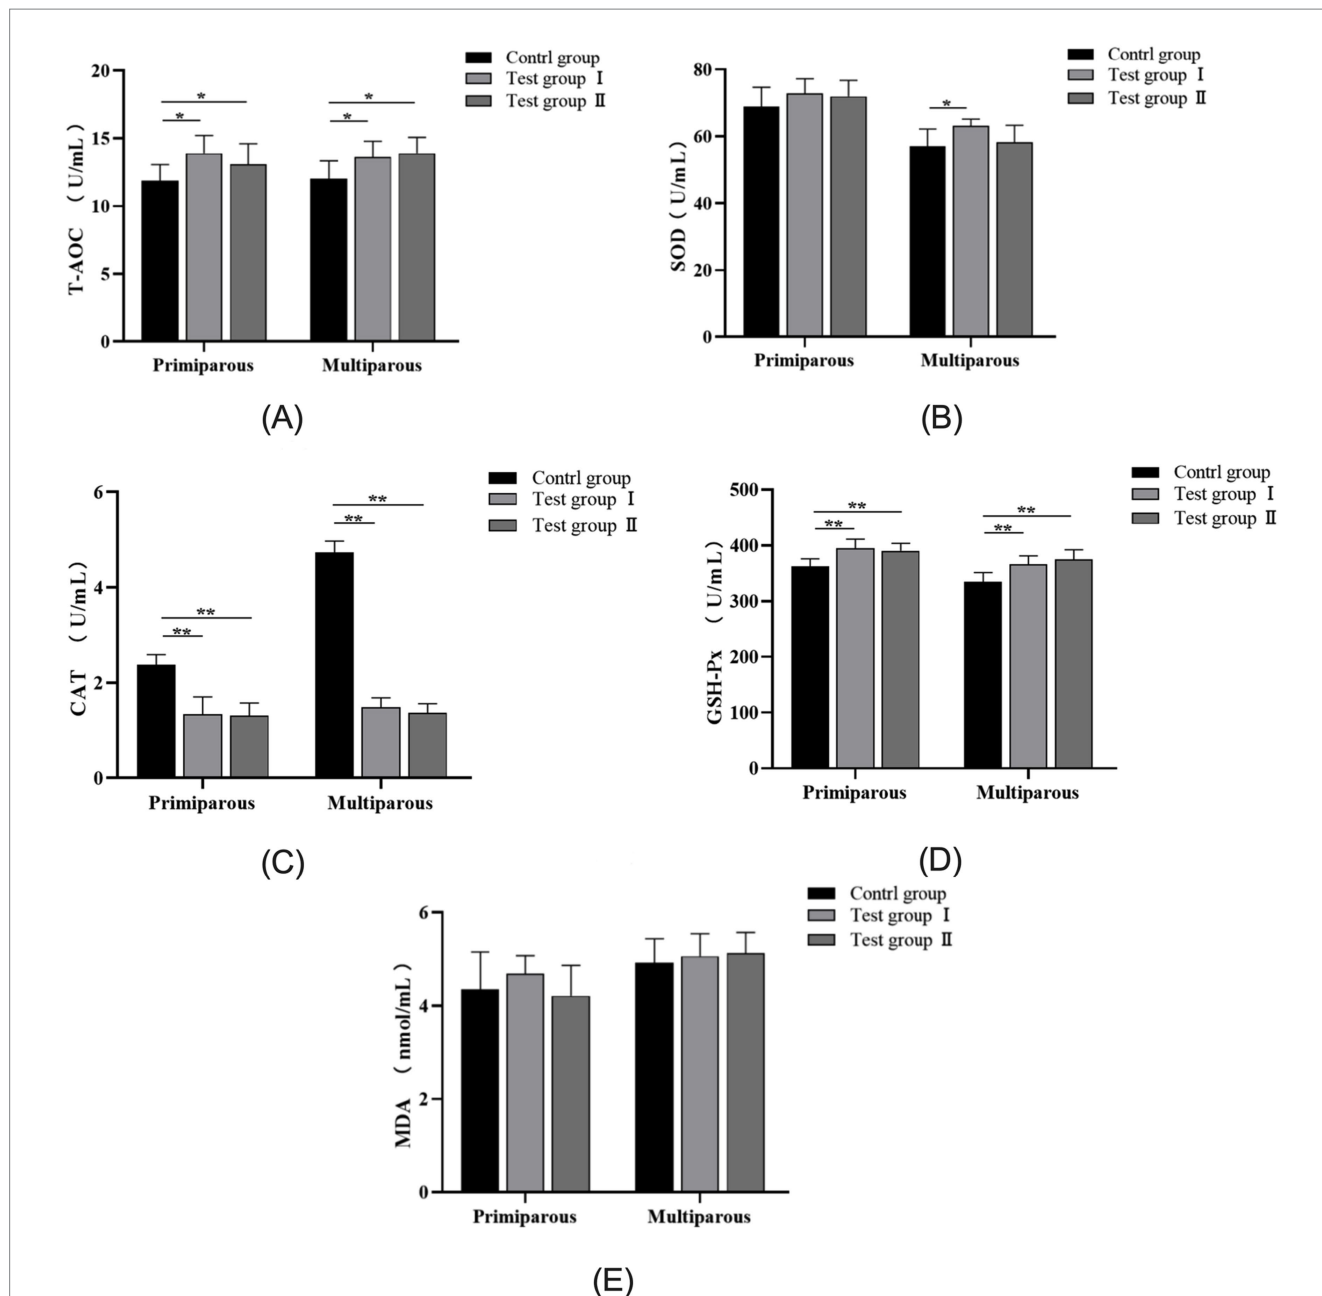 Contrl group
Test group Ⅰ
Test group Ⅱ
T-AOC （U/mL）
20
15
10
5
0
*
*
*
*
Primiparous Multiparous
(A)
Contrl group
Test group Ⅰ
Test group Ⅱ
SOD（U/mL）
80
60
40
20
0
*
Primiparous Multiparous
(B)
Contrl group
Test group Ⅰ
Test group Ⅱ
CAT （U/mL）
6
4
2
0
**
**
**
**
Primiparous Multiparous
(C)
Contrl group
Test group Ⅰ
Test group Ⅱ
GSH-Px （U/mL）
500
400
300
200
100
0
**
**
**
**
Primiparous Multiparous
(D)
Contrl group
Test group Ⅰ
Test group Ⅱ
MDA （nmol/mL）
6
4
2
0
Primiparous Multiparous
(E)